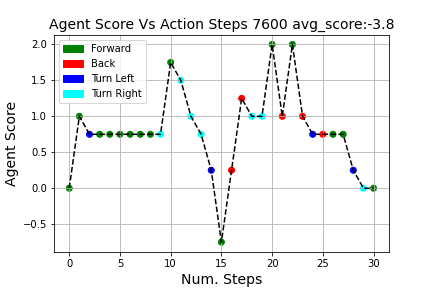 Agent Score Vs Action Steps 7600 avg_score:-3.8
Agent Score
2.0
1.5
1.0
0.5
0.0
−0.5
Forward
Back
Turn Left
Turn Right
0 5 10 15 20 25 30
Num. Steps